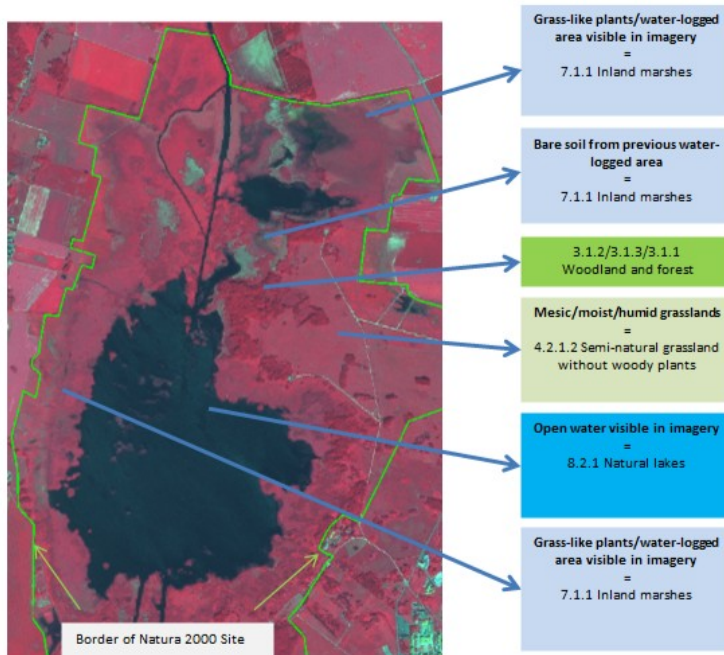 Grass-like plants/water-logged
area visible in imagery
=
7.1.1 Inland marshes
Bare soil from previous water-
logged area
=
7.1.1 Inland marshes
3.1.2/3.1.3/3.1.1
Woodland and forest
Mesic/moist/humid grasslands
=
4.2.1.2 Semi-natural grassland
without woody plants
Open water visible in imagery
=
8.2.1 Natural lakes
Grass-like plants/water-logged
area visible in imagery
=
7.1.1 Inland marshes
Border of Natura 2000 Site